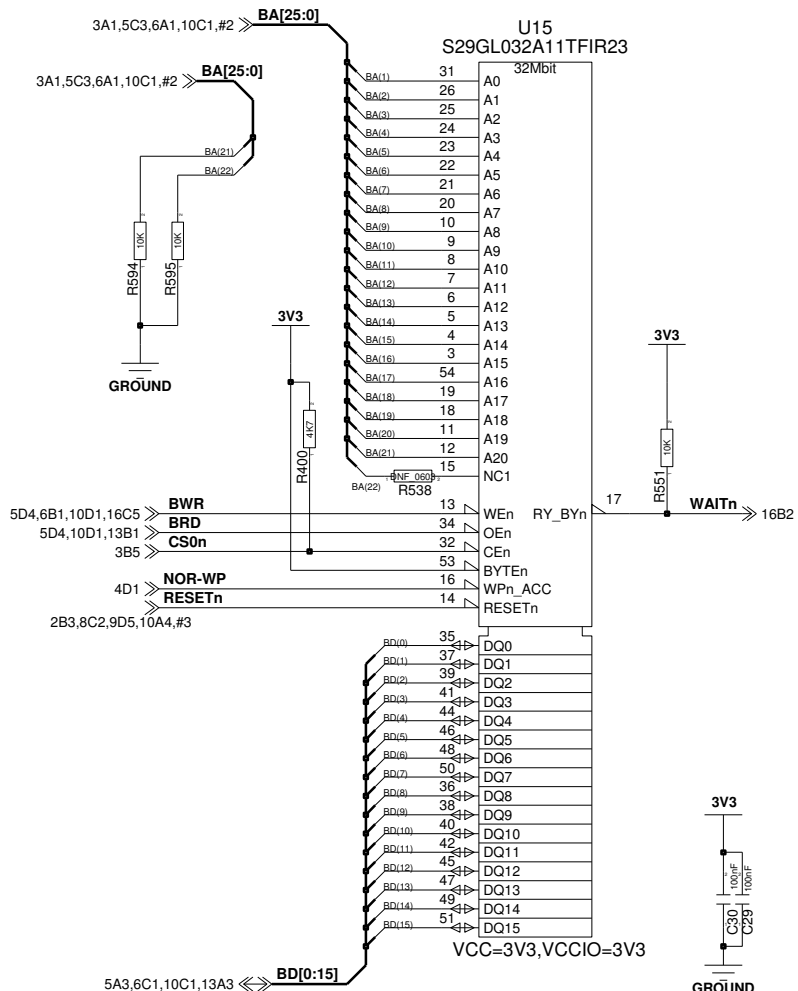 BA[25:0]
3A1,5C3,6A1,10C1,#2
BA[25:0]
3A1,5C3,6A1,10C1,#2
BA(21)
BA(22)
10K
R594
10K
R595
GROUND
U15
S29GL032A11TFIR23
32Mbit
BA(1) 31 A0
BA(2) 26 A1
BA(3) 25 A2
BA(4) 24 A3
BA(5) 23 A4
BA(6) 22 A5
BA(7) 21 A6
BA(8) 20 A7
BA(9) 10 A8
BA(10) 9 A9
BA(11) 8 A10
BA(12) 7 A11
BA(13) 6 A12
BA(14) 5 A13
BA(15) 4 A14
BA(16) 3 A15
BA(17) 54 A16
BA(18) 19 A17
BA(19) 18 A18
BA(20) 11 A19
BA(21) 12 A20
BA(22) DNF_0603 R538 15 NC1
3V3
4K7
R400
3V3
10K
R551
5D4,6B1,10D1,16C5 BWR 13 WEn
RY_BYn 17 WAITn 16B2
5D4,10D1,13B1 BRD 34 OEn
3B5 CS0n 32 CEn
53 BYTEn
4D1 NOR-WP 16 WPn_ACC
RESETn 14 RESETn
2B3,8C2,9D5,10A4,#3
BD(0) 35 DQ0
BD(1) 37 DQ1
BD(2) 39 DQ2
BD(3) 41 DQ3
BD(4) 44 DQ4
BD(5) 46 DQ5
BD(6) 48 DQ6
BD(7) 50 DQ7
BD(8) 36 DQ8
BD(9) 38 DQ9
BD(10) 40 DQ10
BD(11) 42 DQ11
BD(12) 45 DQ12
BD(13) 47 DQ13
BD(14) 49 DQ14
BD(15) 51 DQ15
VCC=3V3,VCCIO=3V3
5A3,6C1,10C1,13A3 BD[0:15]
3V3
100nF
C30
100nF
C29
GROUND